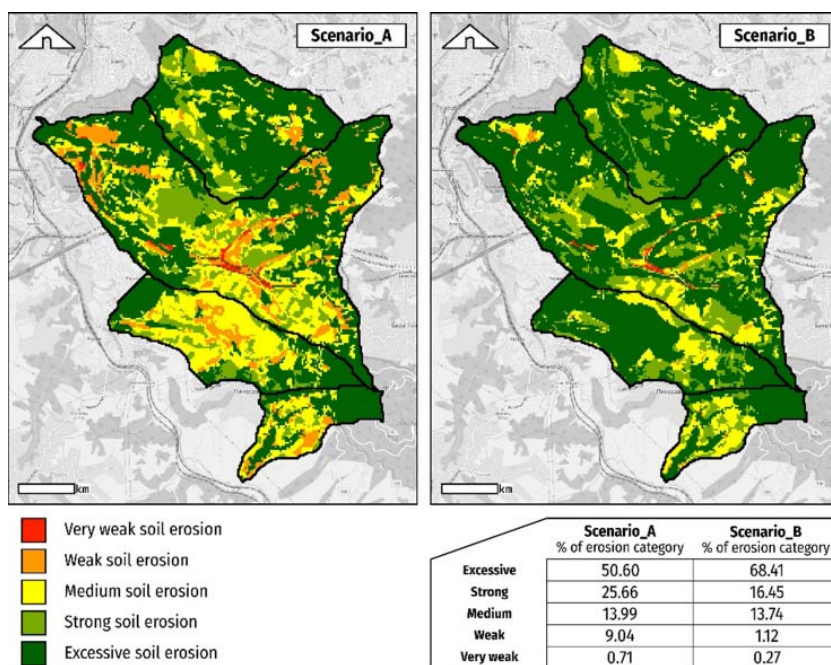 n
Scenario_A
km
n
Scenario_B
km
Very weak soil erosion
Weak soil erosion
Medium soil erosion
Strong soil erosion
Excessive soil erosion
Scenario_A Scenario_B
% of erosion category % of erosion category
Excessive 50.60 68.41
Strong 25.66 16.45
Medium 13.99 13.74
Weak 9.04 1.12
Very weak 0.71 0.27